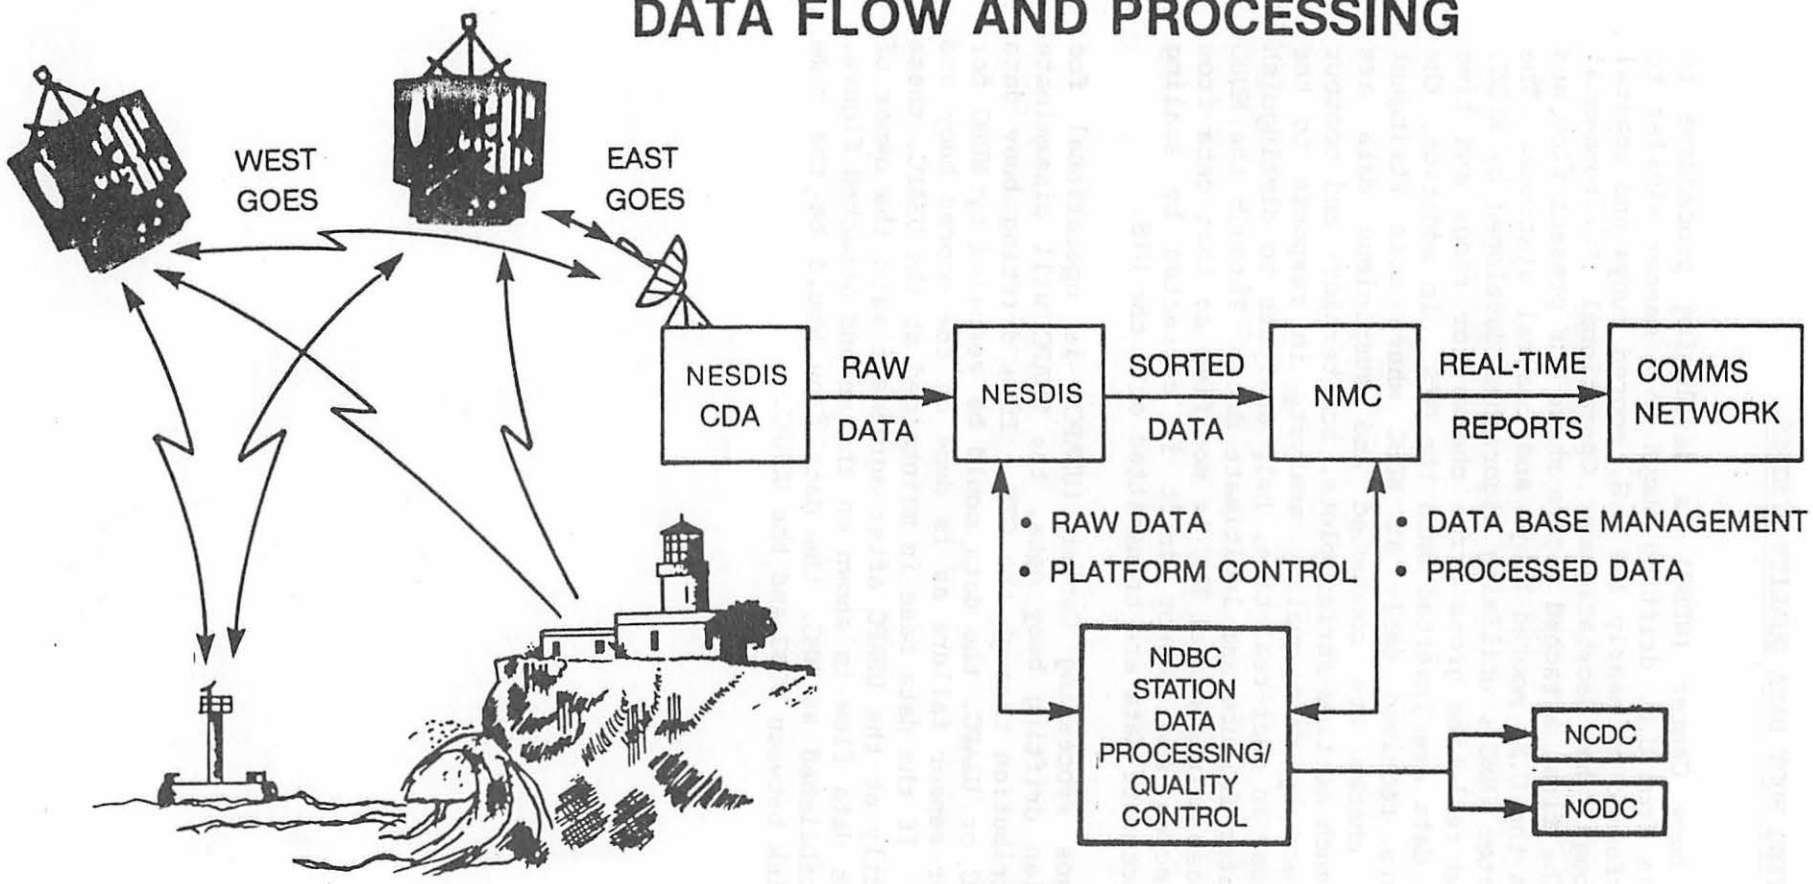 DATA FLOW AND PROCESSING
WEST
GOES
EAST
GOES
NESDIS
CDA
RAW
DATA
NESDIS
SORTED
DATA
NMC
REAL-TIME
REPORTS
COMMS
NETWORK
• RAW DATA
• PLATFORM CONTROL
• DATA BASE MANAGEMENT
• PROCESSED DATA
NDBC
STATION
DATA
PROCESSING/
QUALITY
CONTROL
NCDC
NODC